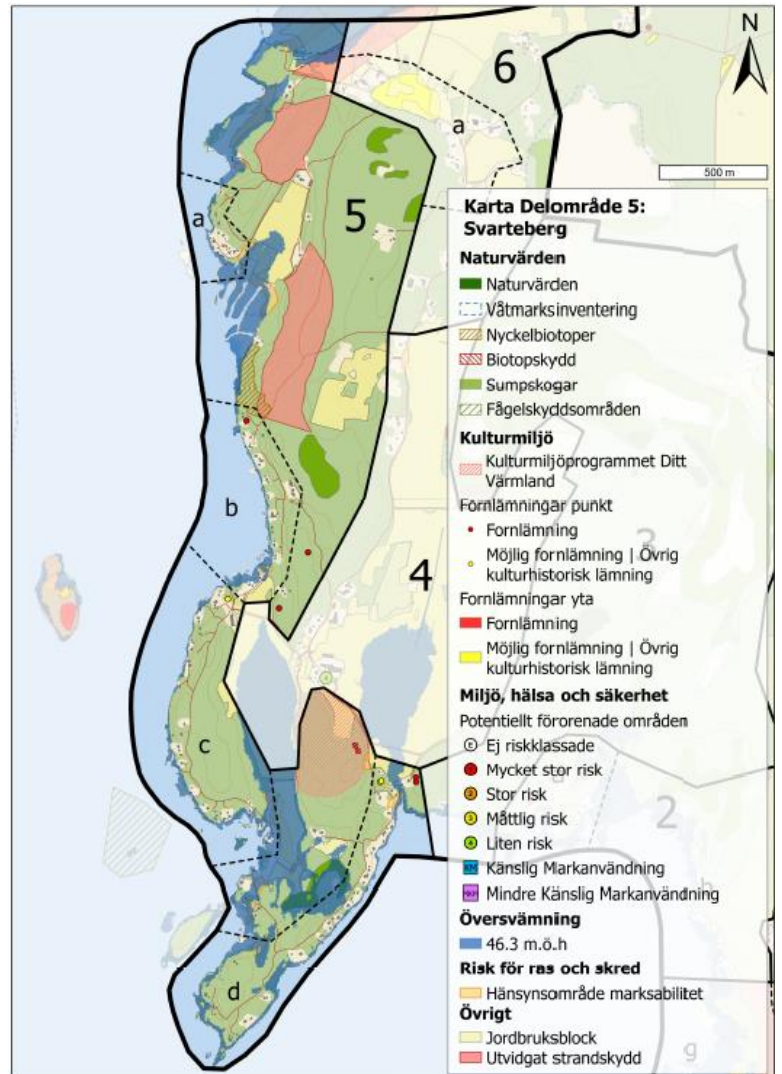 N
6
a
500 m
5
a
Karta Delområde 5:
Svarteberg
Naturvärden
Naturvärden
Våtmarksinventering
Nyckelbiotoper
Biotopskydd
Sumpskogar
Fågelskyddsområden
Kulturmiljö
Kulturmiljöprogrammet Ditt
Värmland
Fornlämningar punkt
Fornlämning
Möjlig fornlämning | Övrig
kulturhistorisk lämning
Fornlämningar yta
Fornlämning
Möjlig fornlämning | Övrig
kulturhistorisk lämning
Miljö, hälsa och säkerhet
Potentiellt förorenade områden
E Ej riskklassade
Mycket stor risk
Stor risk
Måttlig risk
Liten risk
KM Känslig Markanvändning
MKM Mindre Känslig Markanvändning
Översvämning
46.3 m.ö.h
Risk för ras och skred
Hänsynsområde marksabilitet
Övrigt
Jordbruksblock
Utvidgat strandskydd
b
4
3
c
2
d
g